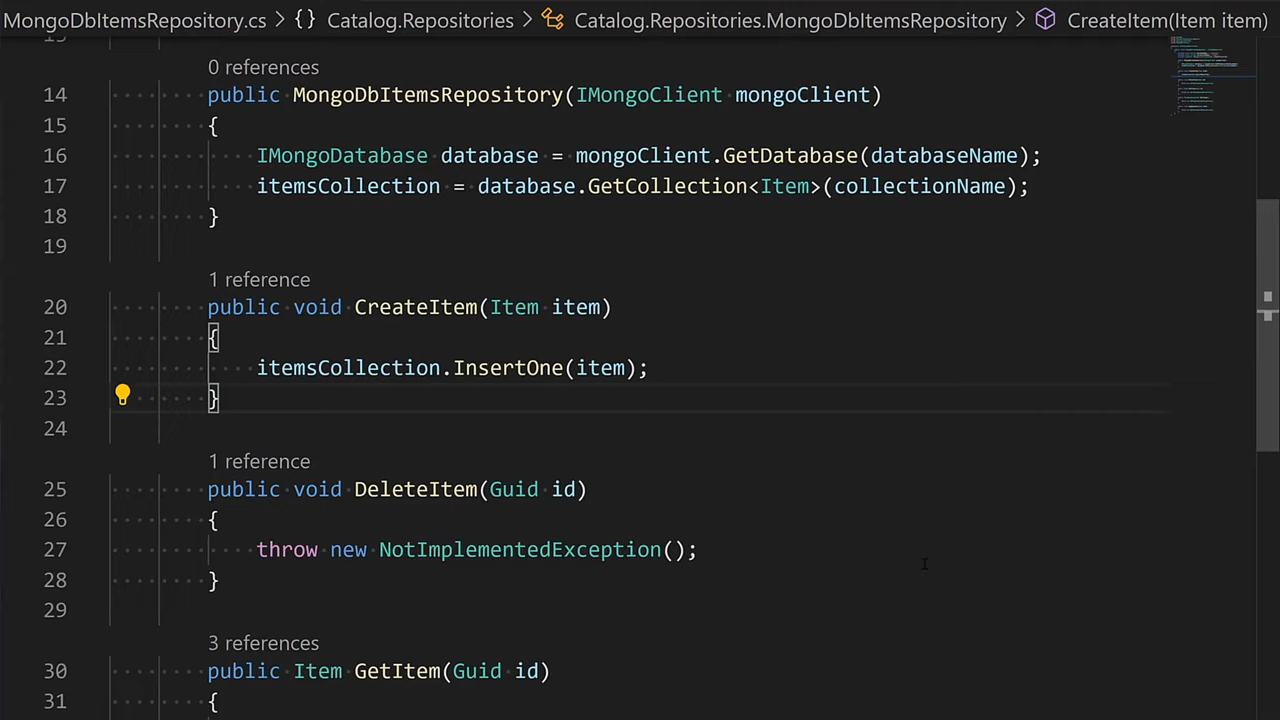 MongoDbItemsRepository.cs > {} Catalog.Repositories > Catalog.Repositories.MongoDbItemsRepository > CreateItem(Item item)
0 references
14 public MongoDbItemsRepository(IMongoClient mongoClient)
15 {
16 IMongoDatabase database = mongoClient.GetDatabase(databaseName);
17 itemsCollection = database.GetCollection<Item>(collectionName);
18 }
19
1 reference
20 public void CreateItem(Item item)
21 {
22 itemsCollection.InsertOne(item);
23 }
24
1 reference
25 public void DeleteItem(Guid id)
26 {
27 throw new NotImplementedException();
28 }
29
3 references
30 public Item GetItem(Guid id)
31 {